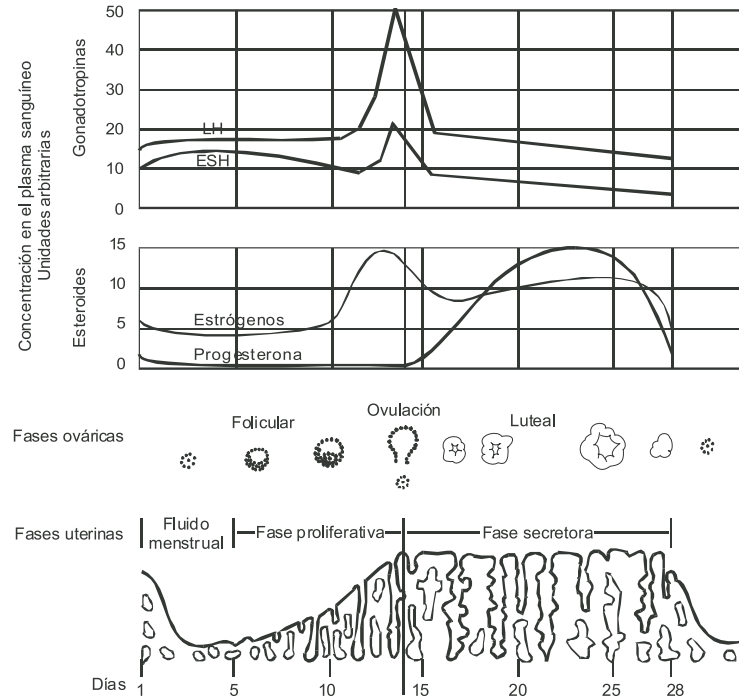 Concentración en el plasma sanguíneo
Unidades arbitrarias
Gonadotropinas
50
40
30
20
10
0
LH
ESH
Esteroides
15
10
5
0
Estrógenos
Progesterona
Fases ováricas
Folicular
Ovulación
Luteal
Fases uterinas
Fluido
menstrual
Fase proliferativa
Fase secretora
Días
1
5
10
15
20
25
28